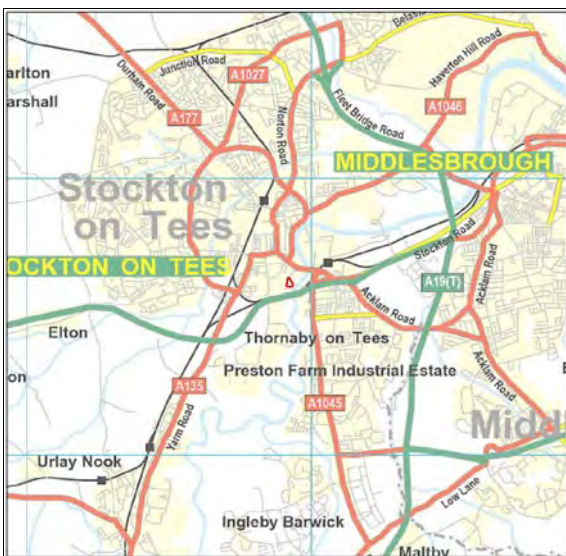 Belas
Junction Road
A1027
arlton
arshall
Durham Road
Haverton Hill Road
A177
Norton Road
Fleet Bridge Road
A1046
MIDDLESBROUGH
Stockton
on Tees
OCKTON ON TEES
Stockton Road
A19(T)
Acklam Road
Acklam Road
Elton
Thornaby on Tees
Preston Farm Industrial Estate
on
A135
Yarm Road
A1045
Acklam Road
Middl
Urlay Nook
Low Lane
Ingleby Barwick
Maltby